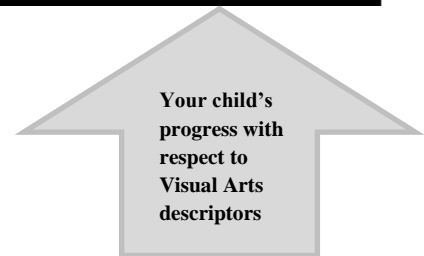 Your child's
progress with
respect to
Visual Arts
descriptors